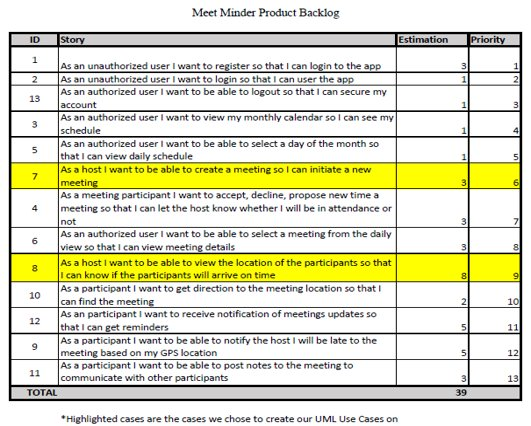 Meet Minder Product Backlog
ID Story Estimation Priority
1 As an unauthorized user I want to register so that I can login to the app 3 1
2 As an unauthorized user I want to login so that I can user the app 1 2
13 As an authorized user I want to be able to logout so that I can secure my
account 1 3
3 As an authorized user I want to view my monthly calendar so I can see my
schedule 1 4
5 As an authorized user I want to be able to select a day of the month so
that I can view daily schedule 1 5
7 As a host I want to be able to create a meeting so I can initiate a new
meeting 3 6
4 As a meeting participant I want to accept, decline, propose new time a
meeting so that I can let the host know whether I will be in attendance or
not 3 7
6 As an authorized user I want to be able to select a meeting from the daily
view so that I can view meeting details 3 8
8 As a host I want to be able to view the location of the participants so that
I can know if the participants will arrive on time 8 9
10 As a participant I want to get direction to the meeting location so that I
can find the meeting 2 10
12 As an participant I want to receive notification of meetings updates so
that I can get reminders 5 11
9 As a participant I want to be able to notify the host I will be late to the
meeting based on my GPS location 5 12
11 As a participant I want to be able to post notes to the meeting to
communicate with other participants 3 13
TOTAL 39
*Highlighted cases are the cases we chose to create our UML Use Cases on